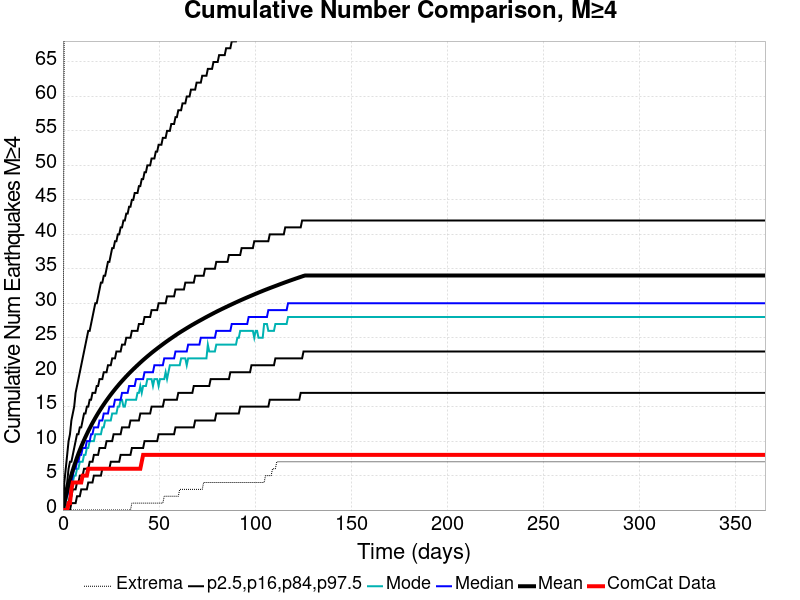 Cumulative Number Comparison, M≥4
Cumulative Num Earthquakes M≥4
65
60
55
50
45
40
35
30
25
20
15
10
5
0
0 50 100 150 200 250 300 350
Time (days)
Extrema p2.5,p16,p84,p97.5 Mode Median Mean ComCat Data